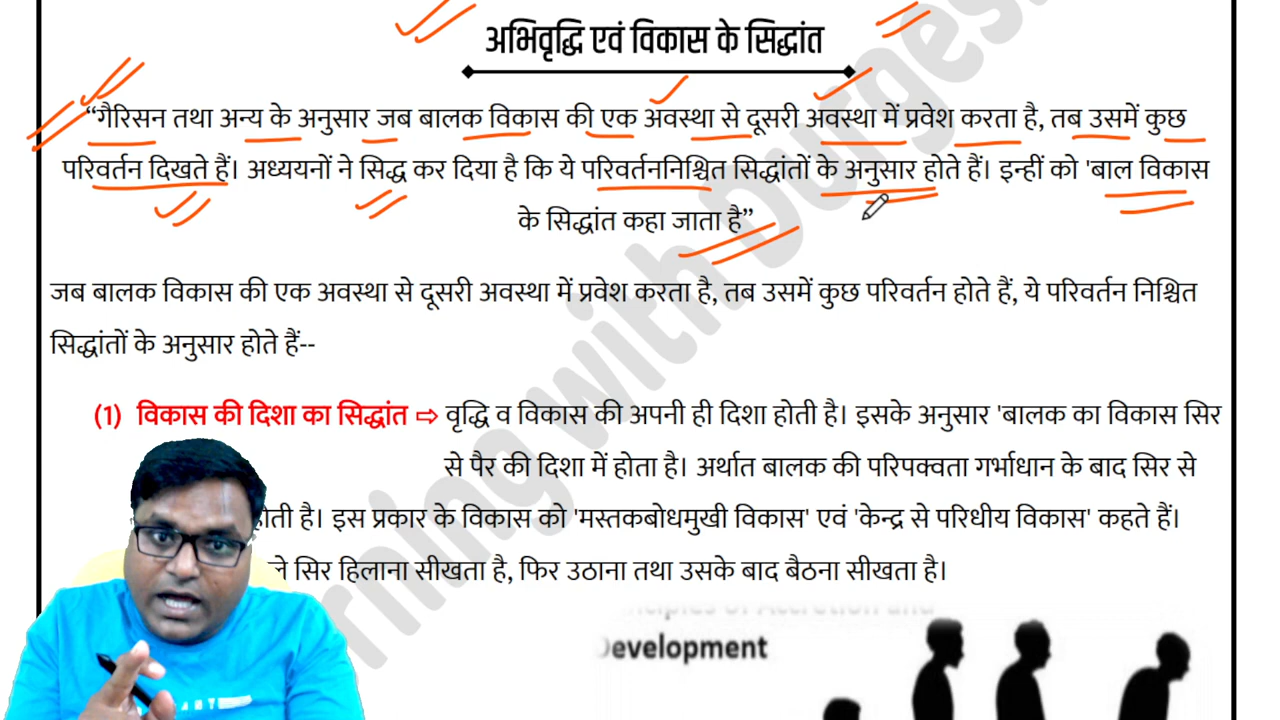 अभिवृद्धि एवं विकास के सिद्धांत
“गैरिसन तथा अन्य के अनुसार जब बालक विकास की एक अवस्था से दूसरी अवस्था में प्रवेश करता है, तब उसमें कुछ
परिवर्तन दिखते हैं। अध्ययनों ने सिद्ध कर दिया है कि ये परिवर्तननिश्चित सिद्धांतों के अनुसार होते हैं। इन्हीं को 'बाल विकास
के सिद्धांत कहा जाता है”
जब बालक विकास की एक अवस्था से दूसरी अवस्था में प्रवेश करता है, तब उसमें कुछ परिवर्तन होते हैं, ये परिवर्तन निश्चित
सिद्धांतों के अनुसार होते हैं--
(1) विकास की दिशा का सिद्धांत ⇨ वृद्धि व विकास की अपनी ही दिशा होती है। इसके अनुसार 'बालक का विकास सिर
से पैर की दिशा में होता है। अर्थात बालक की परिपक्वता गर्भाधान के बाद सिर से
होती है। इस प्रकार के विकास को 'मस्तकबोधमुखी विकास' एवं 'केन्द्र से परिधीय विकास' कहते हैं।
सिर हिलाना सीखता है, फिर उठाना तथा उसके बाद बैठना सीखता है।
Development
with Durges